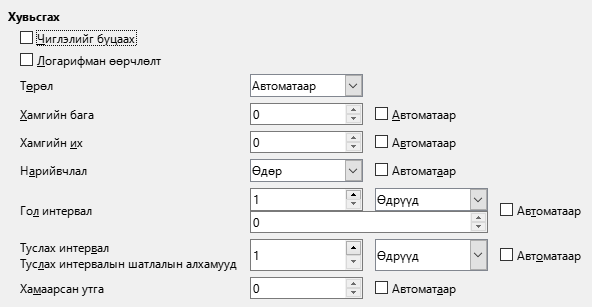 Хувьсгах
Чиглэлийг буцаах
Логарифман өөрчлөлт
Төрөл Автоматаар
Хамгийн бага 0 Автоматаар
Хамгийн их 0 Автоматаар
Нарийвчлал Өдөр Автоматаар
Гол интервал 1 Өдрүүд Автоматаар
0
Туслах интервал 1 Өдрүүд Автоматаар
Туслах интервалын шатлалын алхамууд
Хамаарсан утга 0 Автоматаар